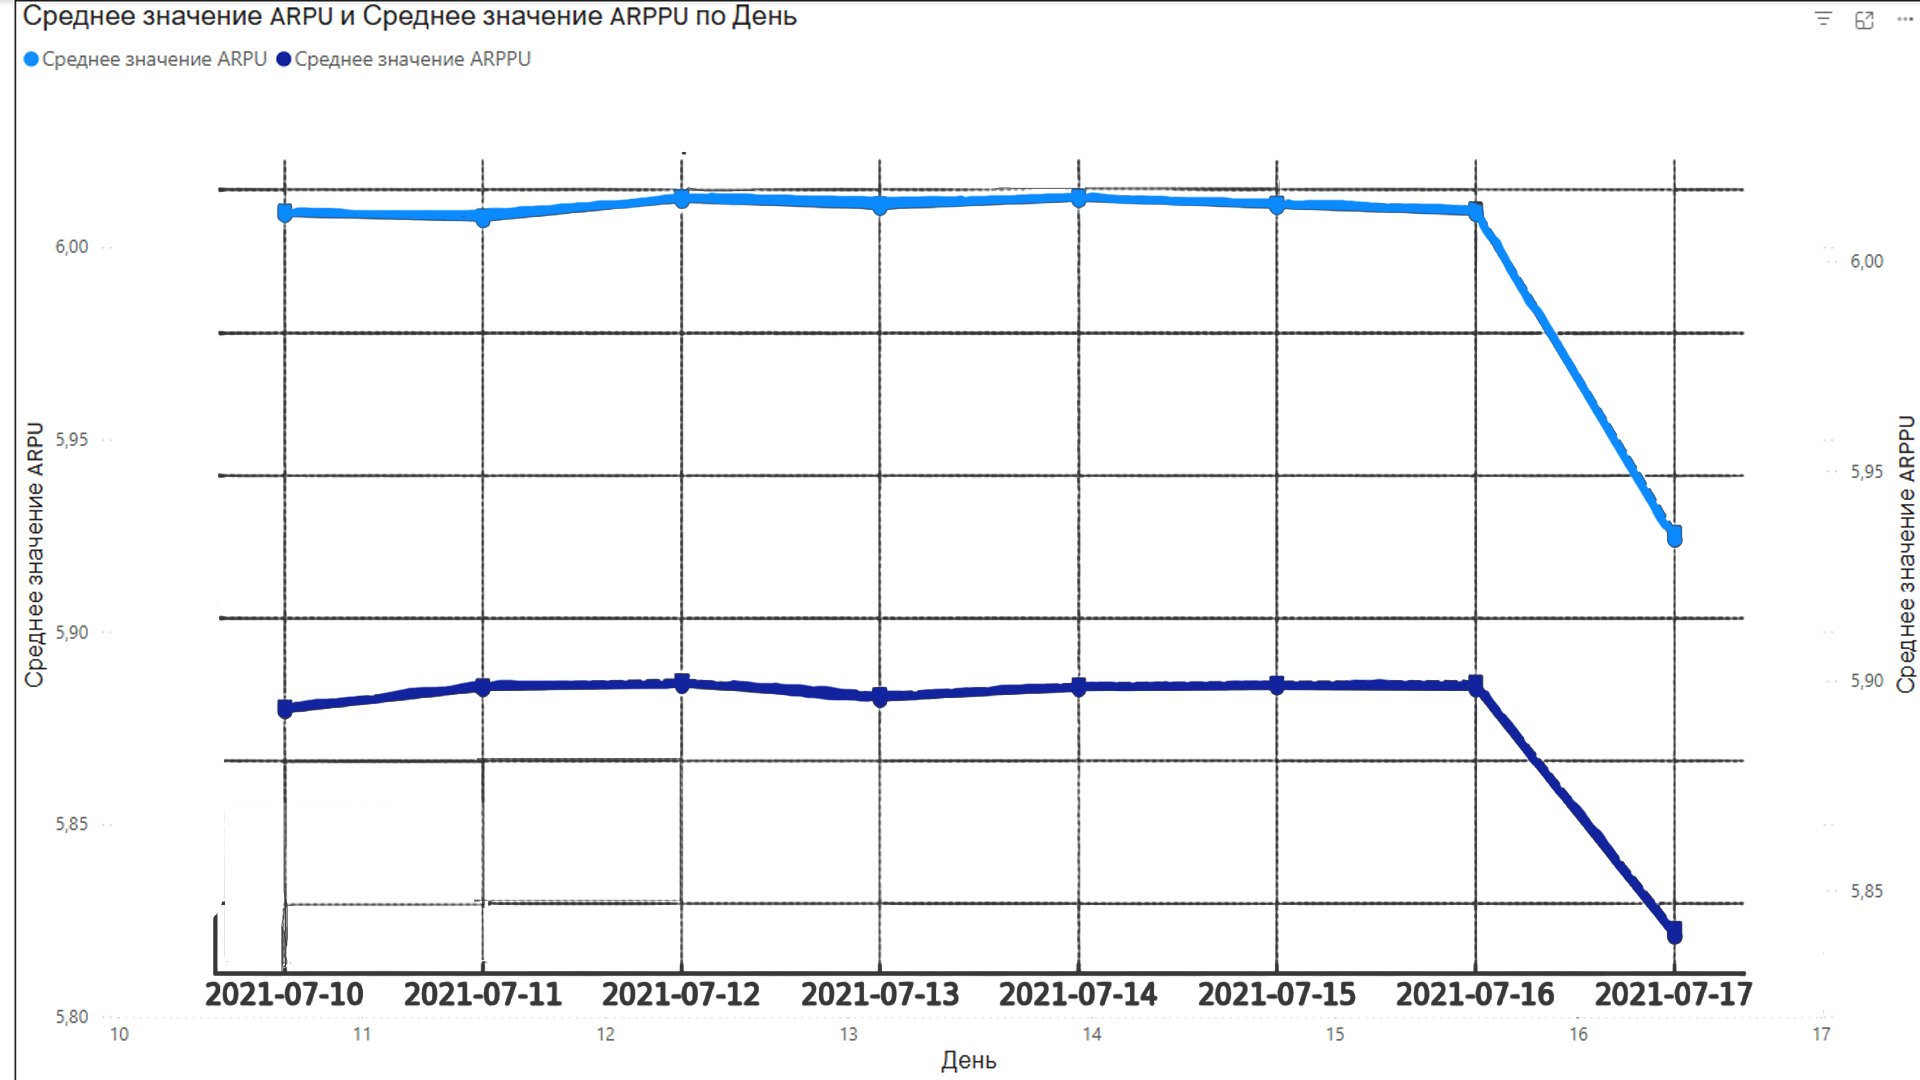 Среднее значение ARPU и Среднее значение ARPPU по День
Среднее значение ARPU Среднее значение ARPPU
Среднее значение ARPU
6,00
5,95
5,90
5,85
5,80
6,00
5,95
5,90
5,85
Среднее значение ARPPU
2021-07-10 2021-07-11 2021-07-12 2021-07-13 2021-07-14 2021-07-15 2021-07-16 2021-07-17
10 11 12 13 14 15 16 17
День